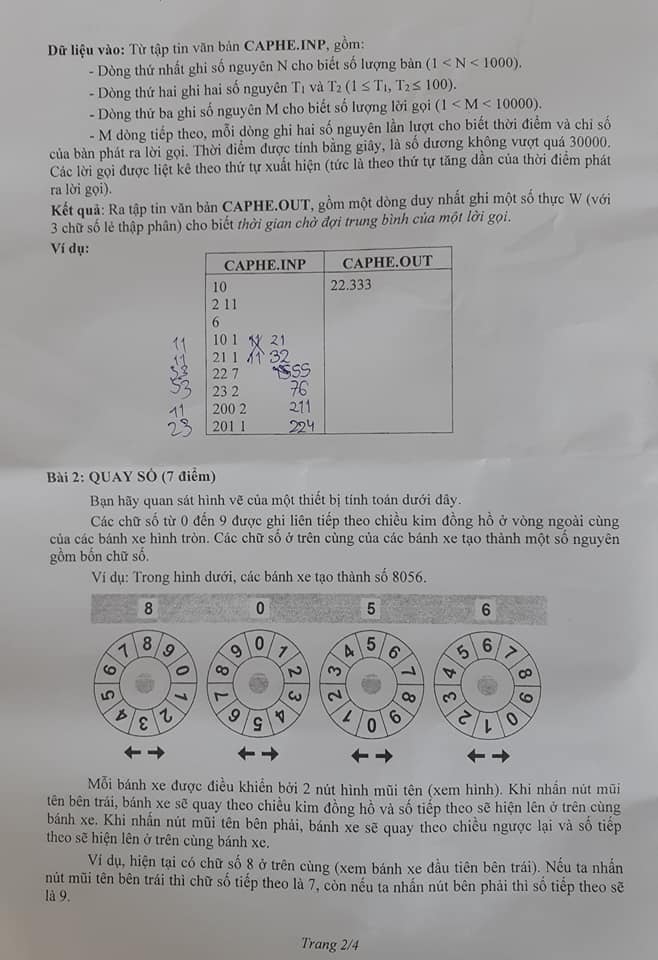 Dữ liệu vào: Từ tập tin văn bản CAPHE.INP, gồm:
- Dòng thứ nhất ghi số nguyên N cho biết số lượng bàn (1 < N < 1000).
- Dòng thứ hai ghi hai số nguyên T1 và T2 (1 ≤ T1, T2 ≤ 100).
- Dòng thứ ba ghi số nguyên M cho biết số lượng lời gọi (1 < M < 10000).
- M dòng tiếp theo, mỗi dòng ghi hai số nguyên lần lượt cho biết thời điểm và chỉ số
của bàn phát ra lời gọi. Thời điểm được tính bằng giây, là số dương không vượt quá 30000.
Các lời gọi được liệt kê theo thứ tự xuất hiện (tức là theo thứ tự tăng dần của thời điểm phát
ra lời gọi).
Kết quả: Ra tập tin văn bản CAPHE.OUT, gồm một dòng duy nhất ghi một số thực W (với
3 chữ số lẻ thập phân) cho biết thời gian chờ đợi trung bình của một lời gọi.
Ví dụ:
CAPHE.INP CAPHE.OUT
10 22.333
2 11
6
11 10 1 21
11 21 1 11 32
33 22 7 55
53 23 2 76
11 200 2 211
23 201 1 224
Bài 2: QUAY SỐ (7 điểm)
Bạn hãy quan sát hình vẽ của một thiết bị tính toán dưới đây.
Các chữ số từ 0 đến 9 được ghi liên tiếp theo chiều kim đồng hồ ở vòng ngoài cùng
của các bánh xe hình tròn. Các chữ số ở trên cùng của các bánh xe tạo thành một số nguyên
gồm bốn chữ số.
Ví dụ: Trong hình dưới, các bánh xe tạo thành số 8056.
8 0 5 6
8 9 0 1 2 3 4 5 6 7
0 1 2 3 4 5 6 7 8 9
5 6 7 8 9 0 1 2 3 4
6 7 8 9 0 1 2 3 4 5
Mỗi bánh xe được điều khiển bởi 2 nút hình mũi tên (xem hình). Khi nhấn nút mũi
tên bên trái, bánh xe sẽ quay theo chiều kim đồng hồ và số tiếp theo sẽ hiện lên ở trên cùng
bánh xe. Khi nhấn nút mũi tên bên phải, bánh xe sẽ quay theo chiều ngược lại và số tiếp
theo sẽ hiện lên ở trên cùng bánh xe.
Ví dụ, hiện tại có chữ số 8 ở trên cùng (xem bánh xe đầu tiên bên trái). Nếu ta nhấn
nút mũi tên bên trái thì chữ số tiếp theo là 7, còn nếu ta nhấn nút bên phải thì số tiếp theo sẽ
là 9.
Trang 2/4